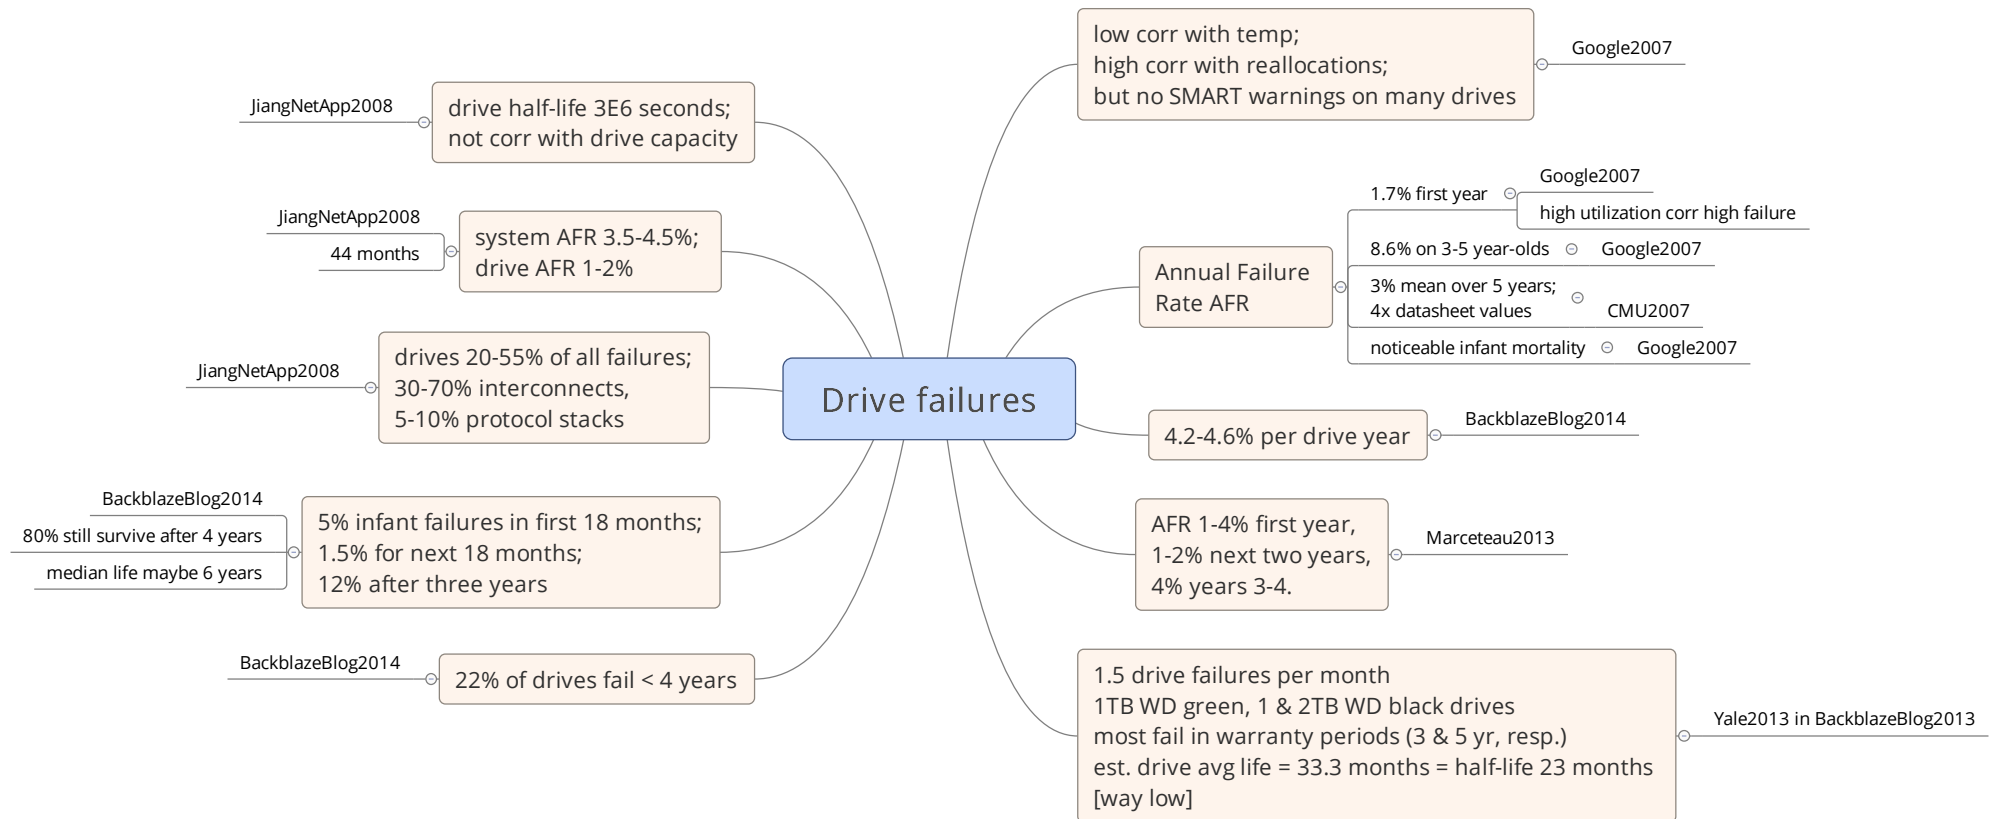 Drive failures
low corr with temp;
high corr with reallocations;
but no SMART warnings on many drives
Google2007
Annual Failure
Rate AFR
1.7% first year
Google2007
high utilization corr high failure
8.6% on 3-5 year-olds
Google2007
3% mean over 5 years;
4x datasheet values
CMU2007
noticeable infant mortality
Google2007
4.2-4.6% per drive year
BackblazeBlog2014
AFR 1-4% first year,
1-2% next two years,
4% years 3-4.
Marceteau2013
1.5 drive failures per month
1TB WD green, 1 & 2TB WD black drives
most fail in warranty periods (3 & 5 yr, resp.)
est. drive avg life = 33.3 months = half-life 23 months
[way low]
Yale2013 in BackblazeBlog2013
drive half-life 3E6 seconds;
not corr with drive capacity
JiangNetApp2008
system AFR 3.5-4.5%;
drive AFR 1-2%
JiangNetApp2008
44 months
drives 20-55% of all failures;
30-70% interconnects,
5-10% protocol stacks
JiangNetApp2008
5% infant failures in first 18 months;
1.5% for next 18 months;
12% after three years
BackblazeBlog2014
80% still survive after 4 years
median life maybe 6 years
22% of drives fail < 4 years
BackblazeBlog2014